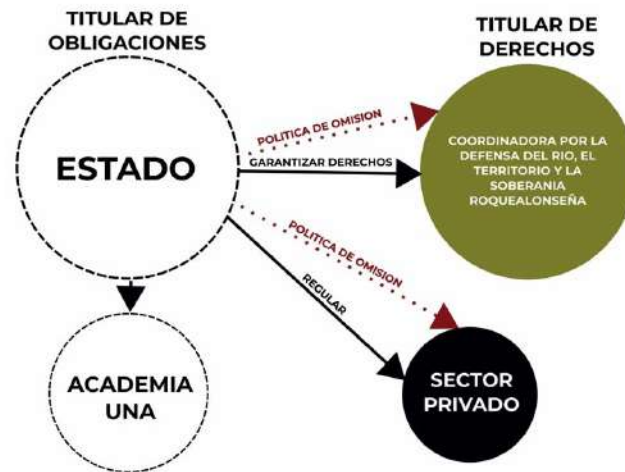 TITULAR DE
OBLIGACIONES
TITULAR DE
DERECHOS
ESTADO
POLITICA DE OMISION
GARANTIZAR DERECHOS
COORDINADORA POR LA
DEFENSA DEL RIO, EL
TERRITORIO Y LA
SOBERANIA
ROQUEALONSEÑA
POLITICA DE OMISION
REGULAR
ACADEMIA
UNA
SECTOR
PRIVADO